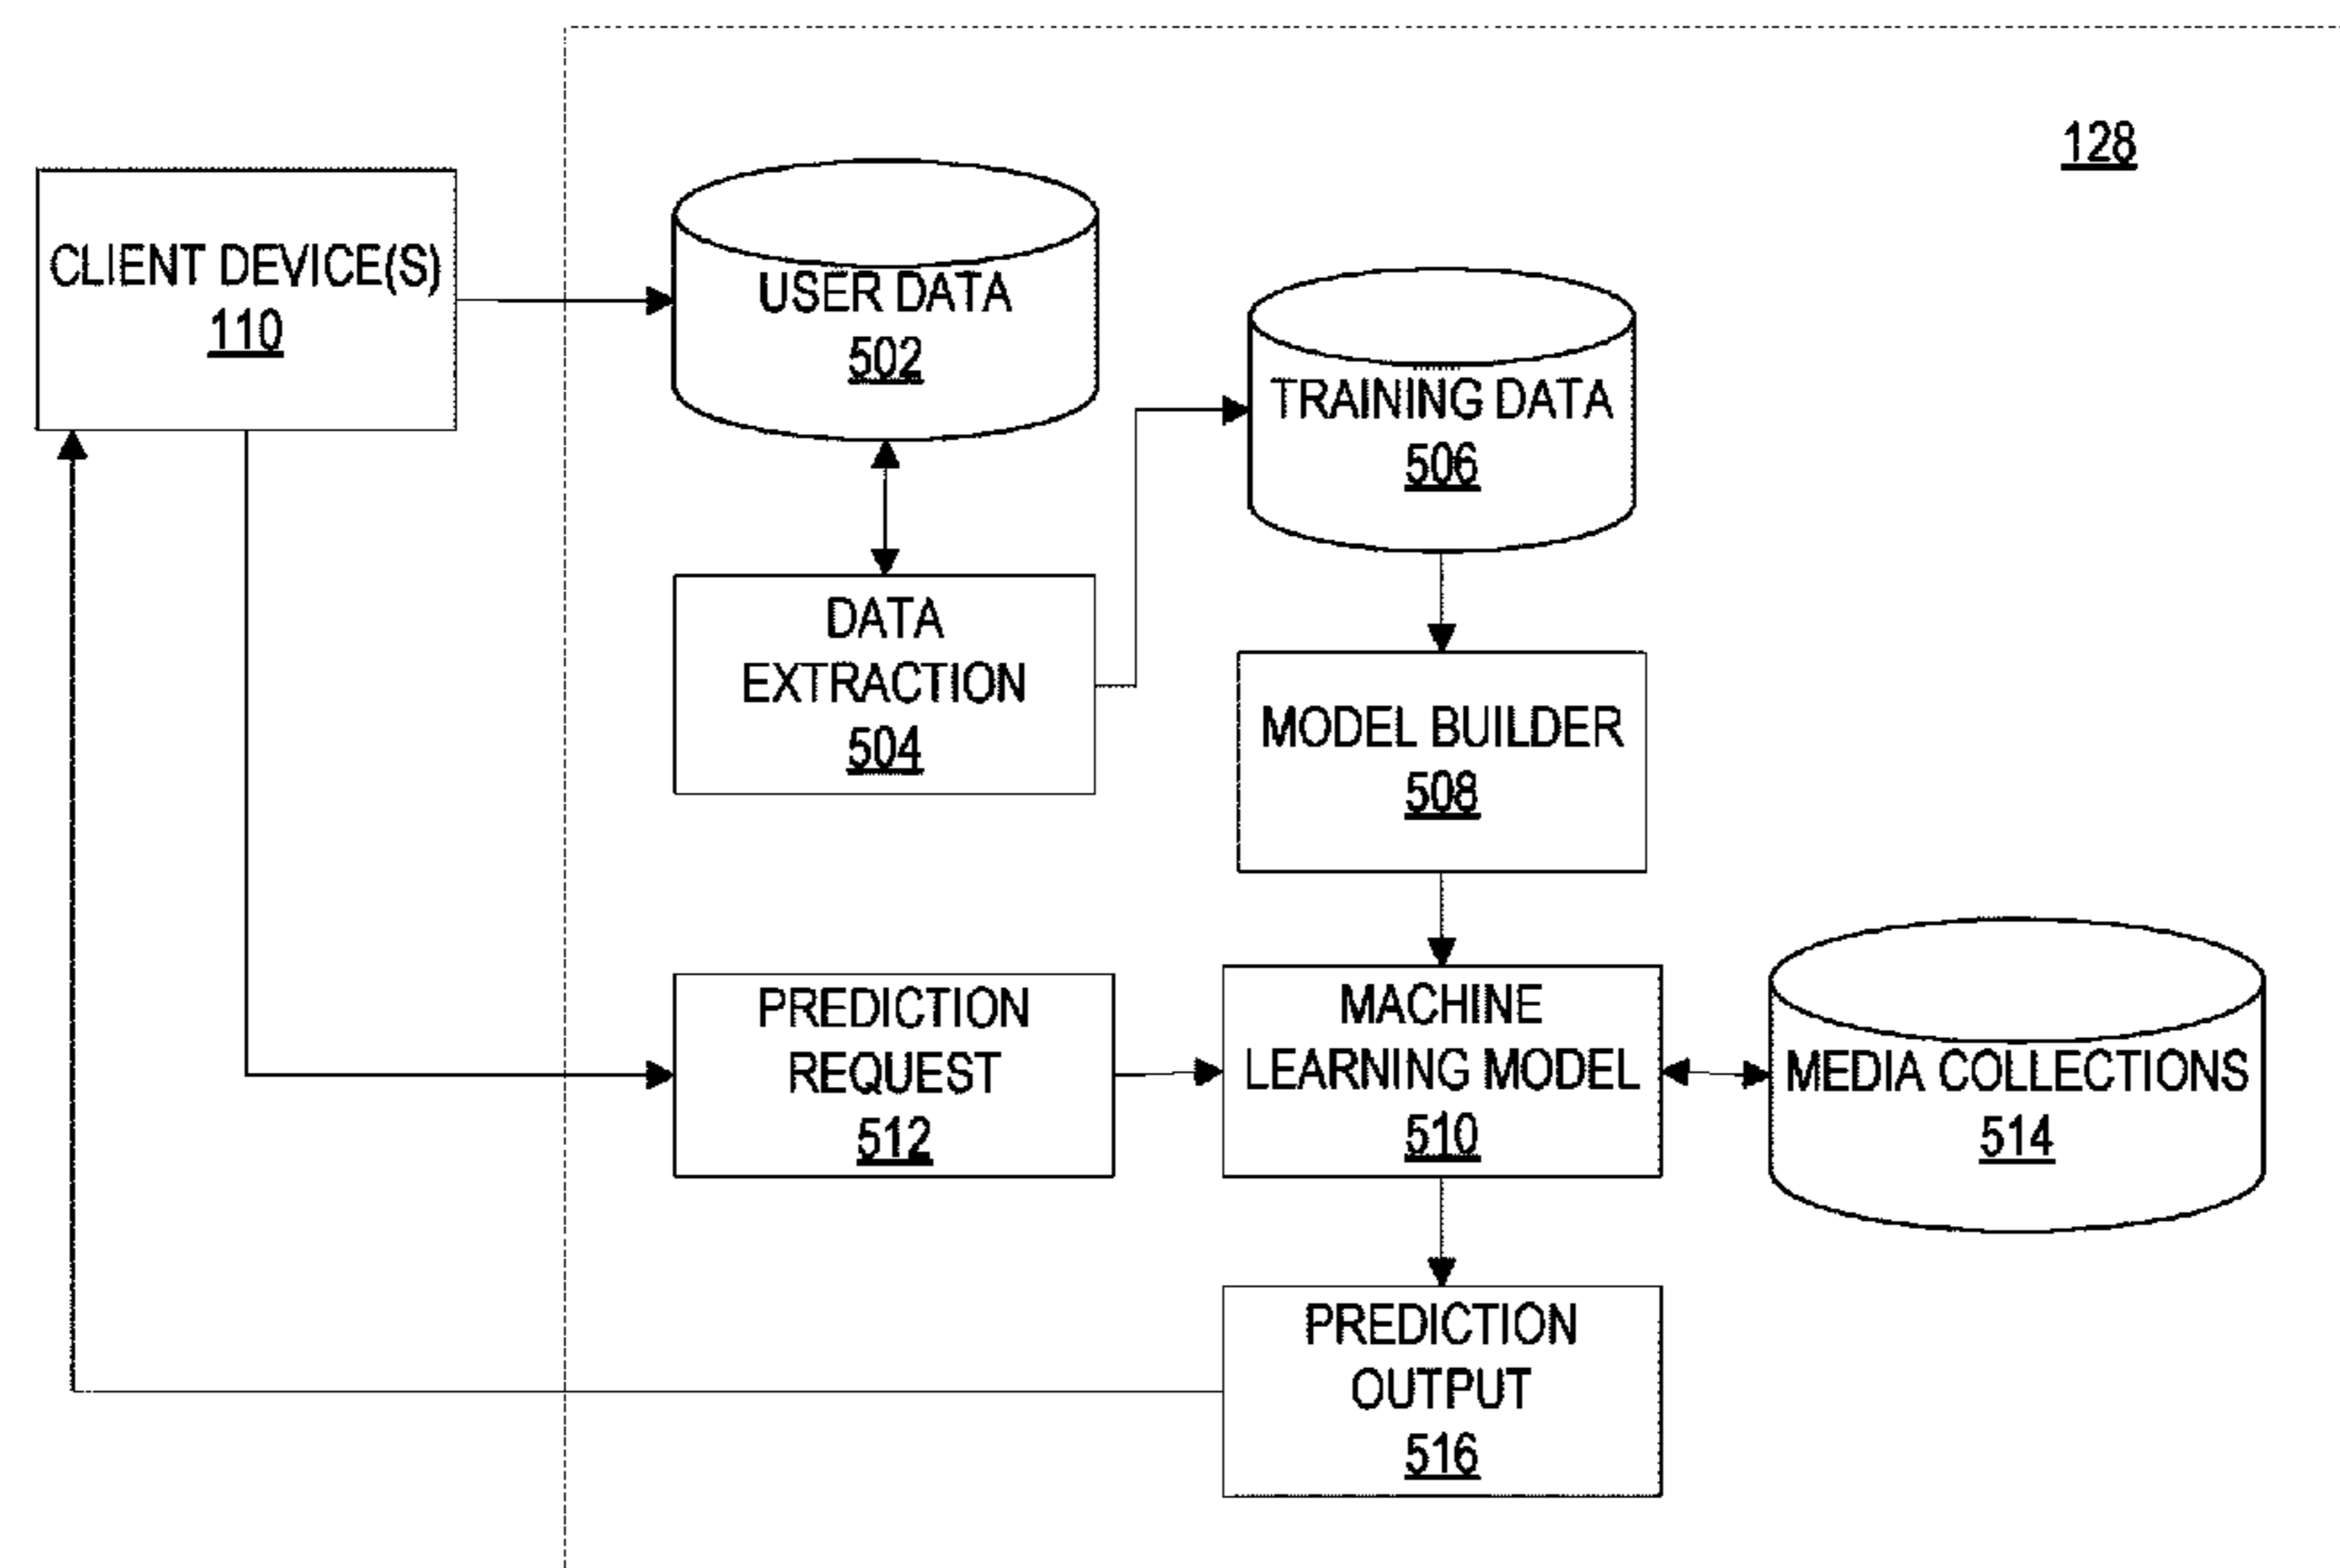 128
CLIENT DEVICE(S)
110
USER DATA
502
TRAINING DATA
506
DATA
EXTRACTION
504
MODEL BUILDER
508
PREDICTION
REQUEST
512
MACHINE
LEARNING MODEL
510
MEDIA COLLECTIONS
514
PREDICTION
OUTPUT
516